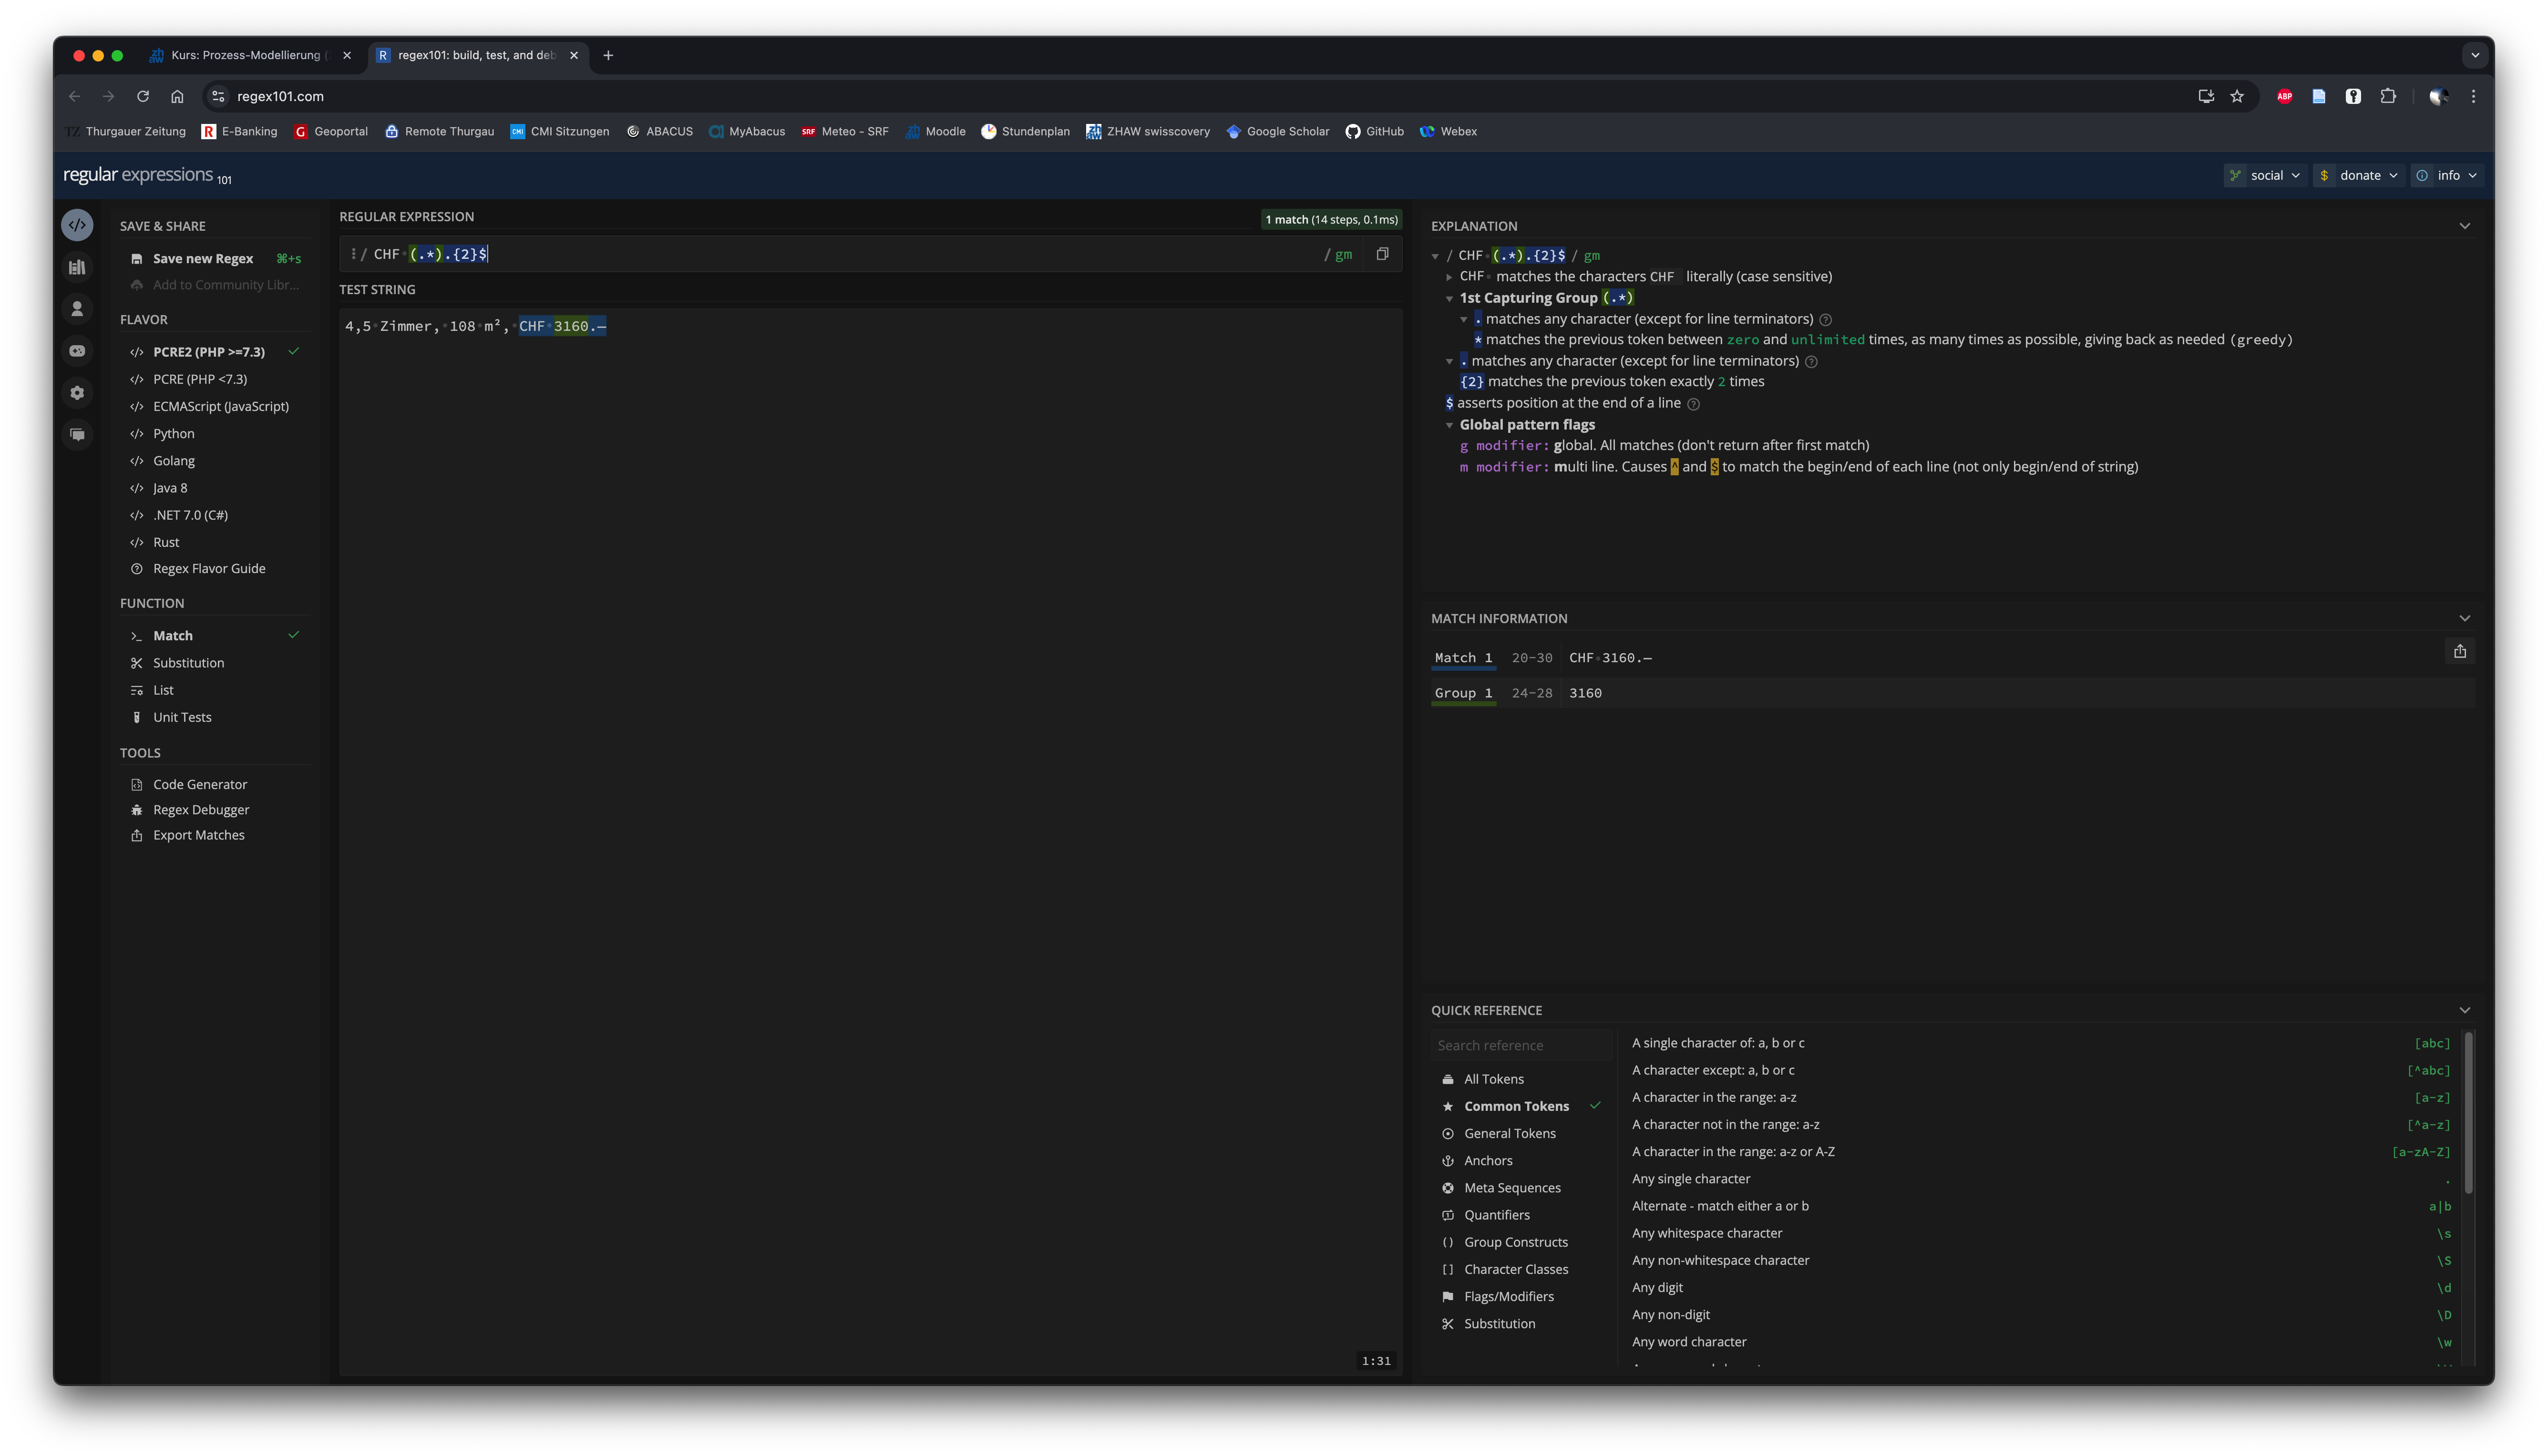 Kurs: Prozess-Modellierung (
regex101: build, test, and deb
regex101.com
Thurgauer Zeitung
E-Banking
Geoportal
Remote Thurgau
CMI Sitzungen
ABACUS
MyAbacus
Meteo - SRF
Moodle
Stundenplan
ZHAW swisscovery
Google Scholar
GitHub
Webex
regular expressions 101
social
donate
info
SAVE & SHARE
Save new Regex ⌘+s
Add to Community Libr...
FLAVOR
PCRE2 (PHP >=7.3)
PCRE (PHP <7.3)
ECMAScript (JavaScript)
Python
Golang
Java 8
.NET 7.0 (C#)
Rust
Regex Flavor Guide
FUNCTION
Match
Substitution
List
Unit Tests
TOOLS
Code Generator
Regex Debugger
Export Matches
REGULAR EXPRESSION
1 match (14 steps, 0.1ms)
/ CHF (.*).{2}$ / gm
TEST STRING
4,5 Zimmer, 108 m², CHF 3160.–
1:31
EXPLANATION
/ CHF (.*).{2}$ / gm
CHF matches the characters CHF literally (case sensitive)
1st Capturing Group (.*)
. matches any character (except for line terminators)
* matches the previous token between zero and unlimited times, as many times as possible, giving back as needed (greedy)
. matches any character (except for line terminators)
{2} matches the previous token exactly 2 times
$ asserts position at the end of a line
Global pattern flags
g modifier: global. All matches (don't return after first match)
m modifier: multi line. Causes ^ and $ to match the begin/end of each line (not only begin/end of string)
MATCH INFORMATION
Match 1 20-30 CHF 3160.–
Group 1 24-28 3160
QUICK REFERENCE
Search reference
All Tokens
Common Tokens
General Tokens
Anchors
Meta Sequences
Quantifiers
Group Constructs
Character Classes
Flags/Modifiers
Substitution
A single character of: a, b or c [abc]
A character except: a, b or c [^abc]
A character in the range: a-z [a-z]
A character not in the range: a-z [^a-z]
A character in the range: a-z or A-Z [a-zA-Z]
Any single character .
Alternate - match either a or b a|b
Any whitespace character \s
Any non-whitespace character \S
Any digit \d
Any non-digit \D
Any word character \w